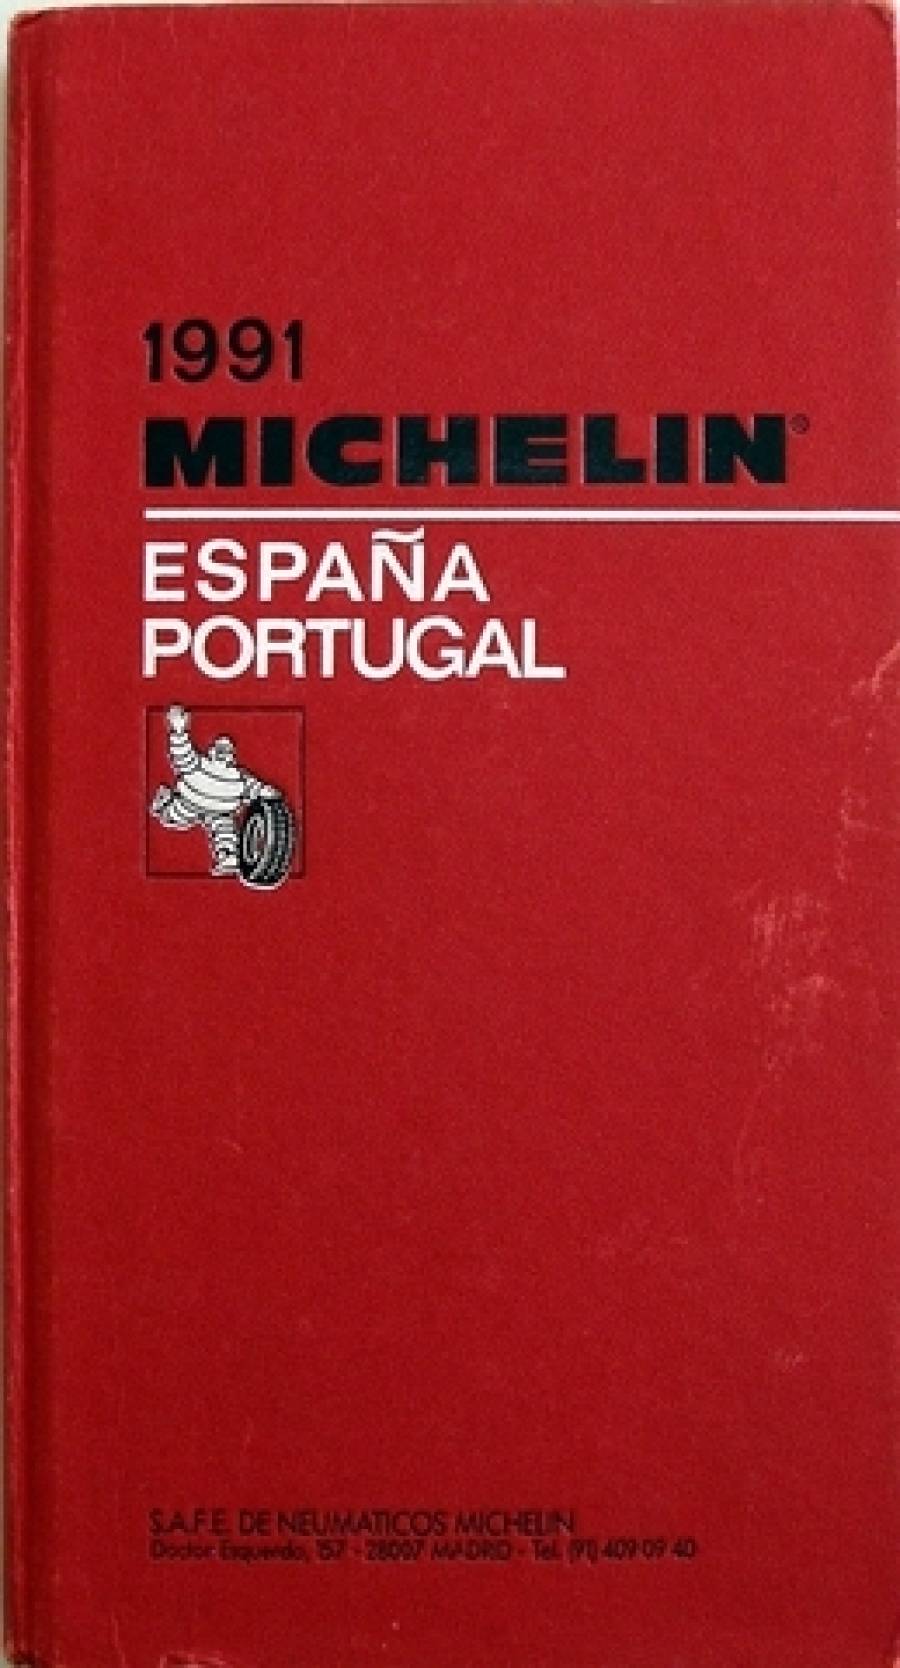 1991
MICHELIN®
ESPAÑA
PORTUGAL
S.A.F.E. DE NEUMATICOS MICHELIN
Doctor Esquerdo, 157 - 28007 MADRID - Tel. (91) 409 09 40